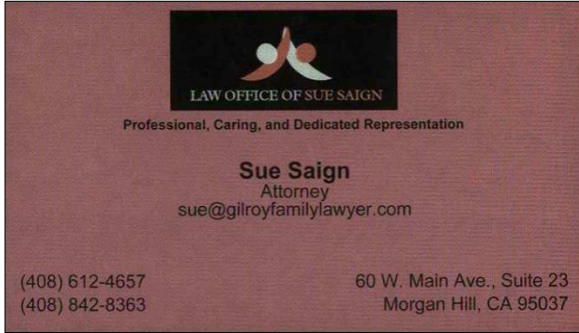 LAW OFFICE OF SUE SAIGN
Professional, Caring, and Dedicated Representation
Sue Saign
Attorney
sue@gilroyfamilylawyer.com
(408) 612-4657
60 W. Main Ave., Suite 23
(408) 842-8363
Morgan Hill, CA 95037